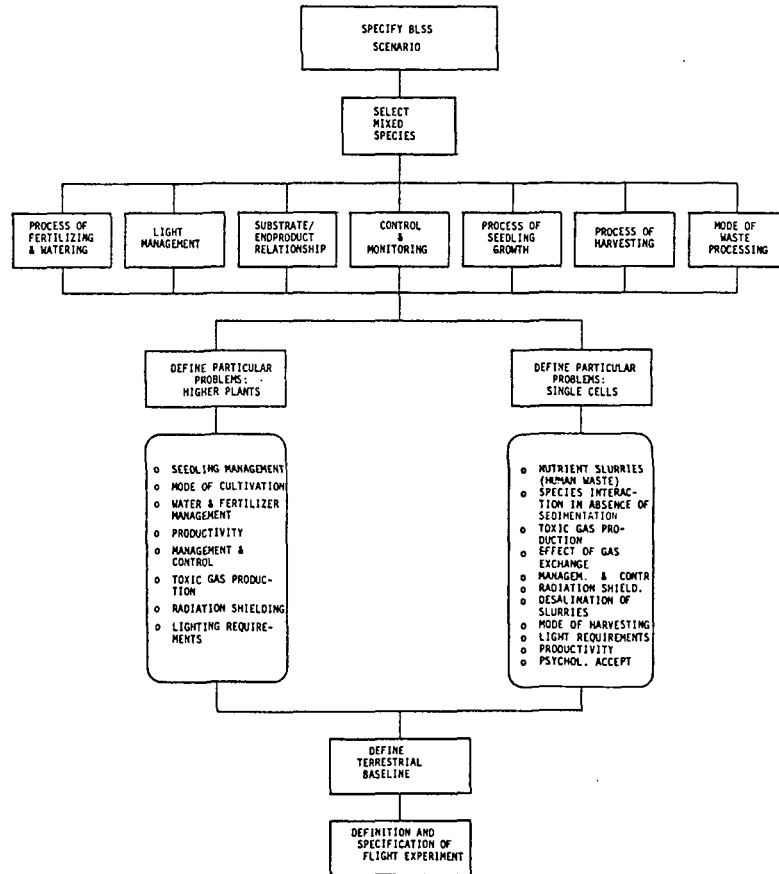 SPECIFY BLSS
SCENARIO
SELECT
MIXED
SPECIES
PROCESS OF
FERTILIZING
& WATERING
LIGHT
MANAGEMENT
SUBSTRATE/
ENDPRODUCT
RELATIONSHIP
CONTROL
&
MONITORING
PROCESS OF
SEEDLING
GROWTH
PROCESS OF
HARVESTING
MODE OF
WASTE
PROCESSING
DEFINE PARTICULAR
PROBLEMS:
HIGHER PLANTS
DEFINE PARTICULAR
PROBLEMS:
SINGLE CELLS
o SEEDLING MANAGEMENT
o MODE OF CULTIVATION
o WATER & FERTILIZER
MANAGEMENT
o PRODUCTIVITY
o MANAGEMENT &
CONTROL
o TOXIC GAS PRODUC-
TION
o RADIATION SHIELDING
o LIGHTING REQUIRE-
MENTS
o NUTRIENT SLURRIES
(HUMAN WASTE)
o SPECIES INTERAC-
TION IN ABSENCE OF
SEDIMENTATION
o TOXIC GAS PRO-
DUCTION
o EFFECT OF GAS
EXCHANGE
o MANAGEM. & CONTR
o RADIATION SHIELD.
o DESALINATION OF
SLURRIES
o MODE OF HARVESTING
o LIGHT REQUIREMENTS
o PRODUCTIVITY
o PSYCHOL. ACCEPT
DEFINE
TERRESTRIAL
BASELINE
DEFINITION AND
SPECIFICATION OF
FLIGHT EXPERIMENT